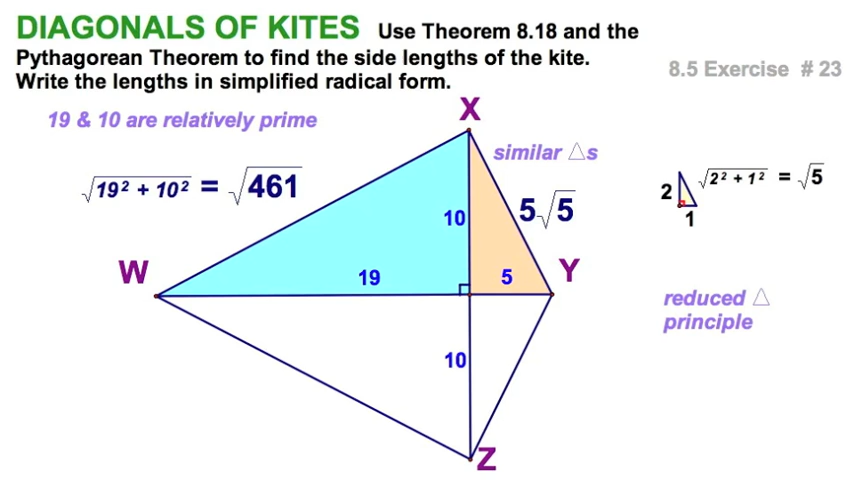 DIAGONALS OF KITES Use Theorem 8.18 and the
Pythagorean Theorem to find the side lengths of the kite.
Write the lengths in simplified radical form.
8.5 Exercise # 23
19 & 10 are relatively prime
X
similar △s
√19² + 10² = √461
10
5√5
2
√2² + 1² = √5
1
W
19
5
Y
reduced △
principle
10
Z